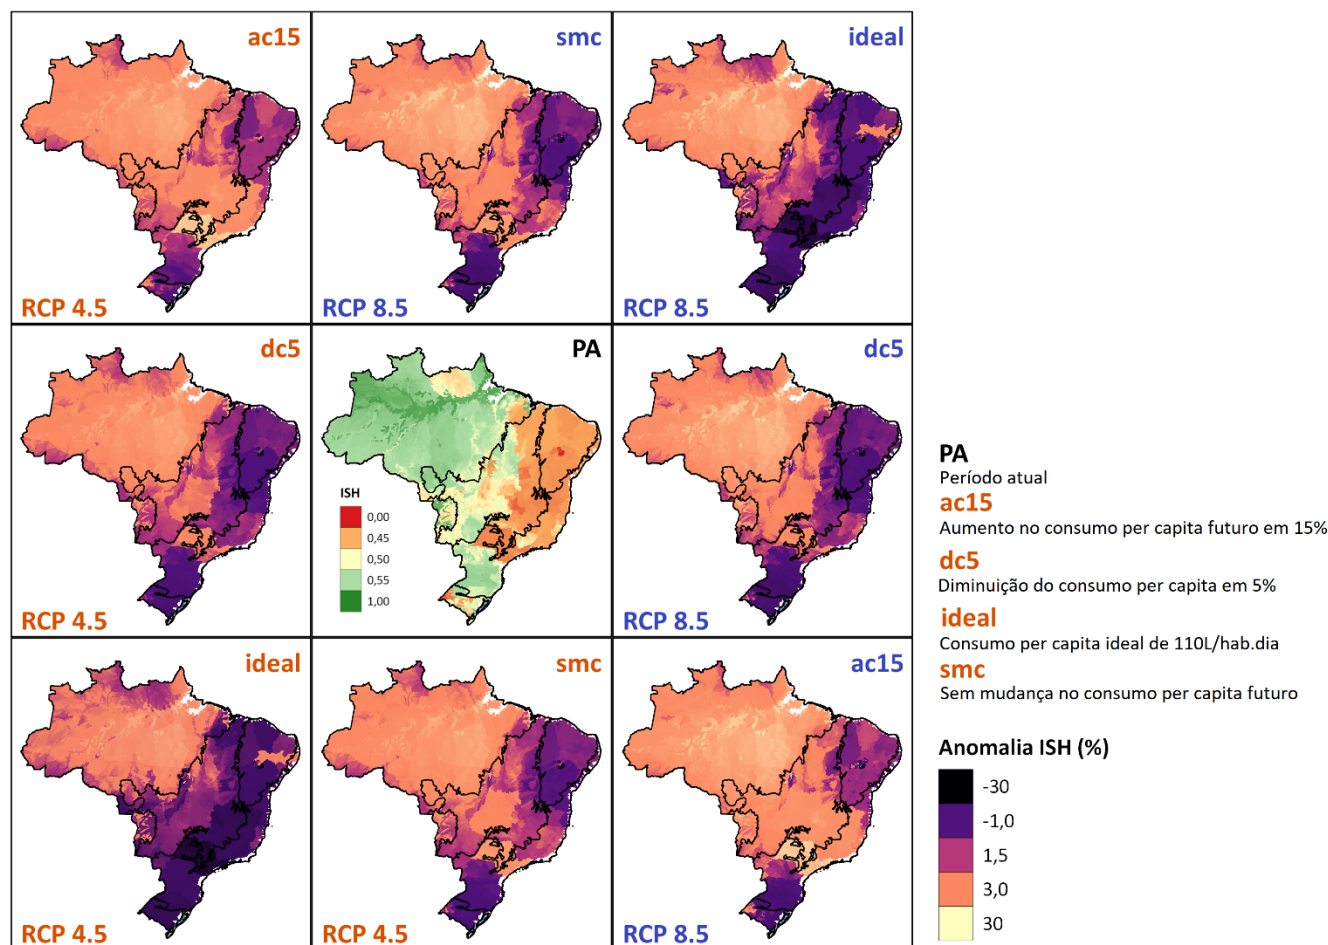 ac15
RCP 4.5
smc
RCP 8.5
ideal
RCP 8.5
dc5
RCP 4.5
PA
ISH
0,00
0,45
0,50
0,55
1,00
dc5
RCP 8.5
ideal
RCP 4.5
smc
RCP 4.5
ac15
RCP 8.5
PA
Período atual
ac15
Aumento no consumo per capita futuro em 15%
dc5
Diminuição do consumo per capita em 5%
ideal
Consumo per capita ideal de 110L/hab.dia
smc
Sem mudança no consumo per capita futuro
Anomalia ISH (%)
-30
-1,0
1,5
3,0
30